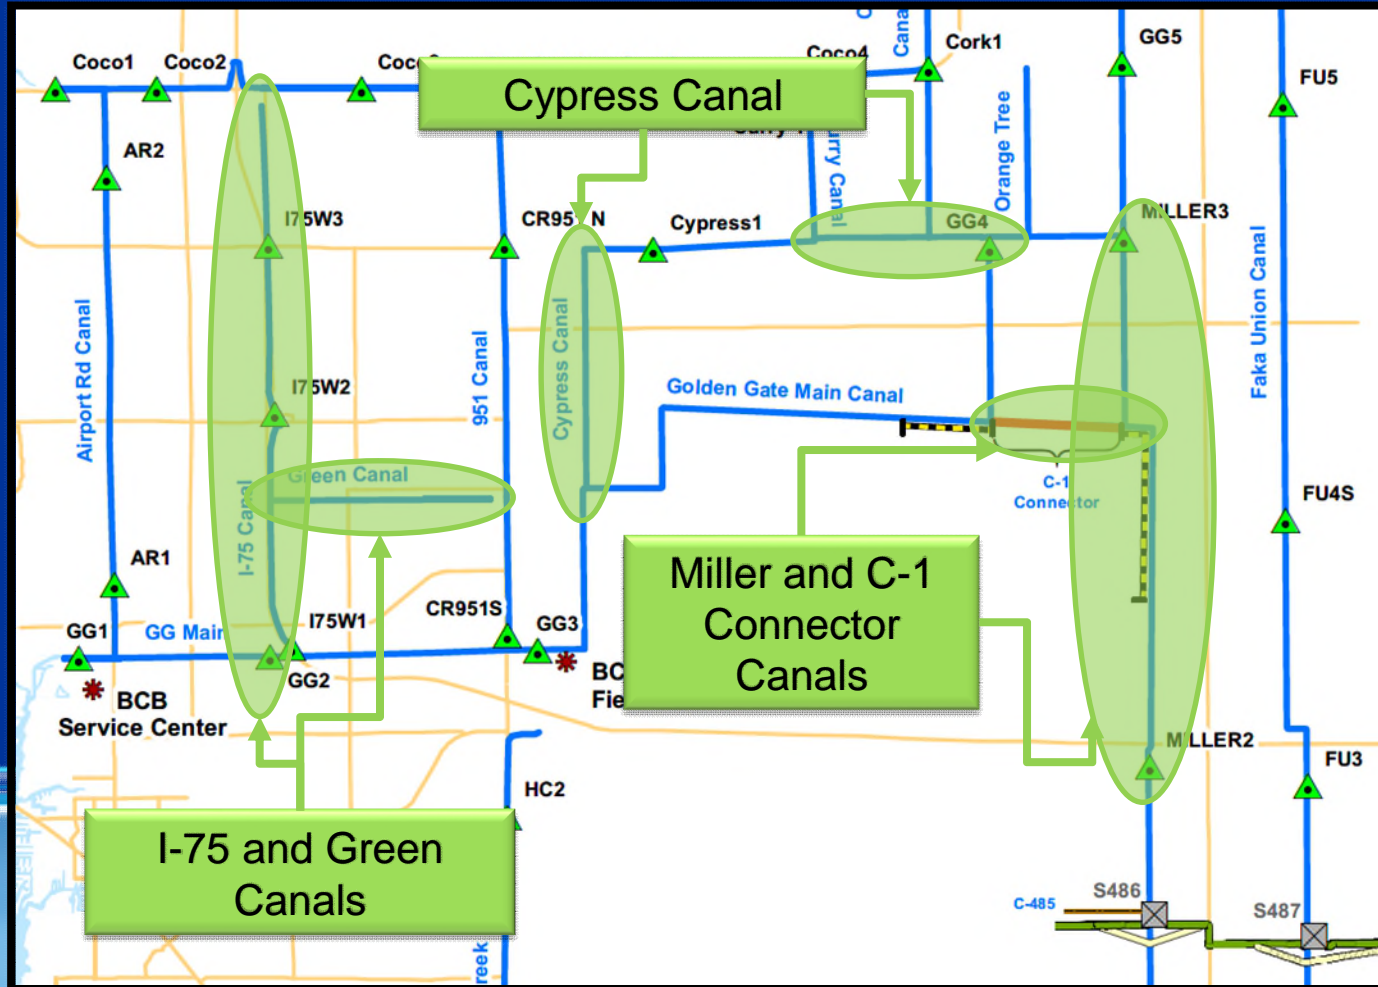 Coco1
Coco2
Cypress Canal
Coco4
Cork1
GG5
FU5
AR2
Orange Tree
I75W3
CR951N
Cypress1
GG4
MILLER3
Airport Rd Canal
951 Canal
Cypress Canal
Faka Union Canal
I75W2
Golden Gate Main Canal
Green Canal
I-75 Canal
C-1
Connector
FU4S
AR1
GG1
GG Main
I75W1
CR951S
GG3
GG2
Miller and C-1
Connector
Canals
BCB
Service Center
MILLER2
FU3
HC2
I-75 and Green
Canals
C-485
S486
S487